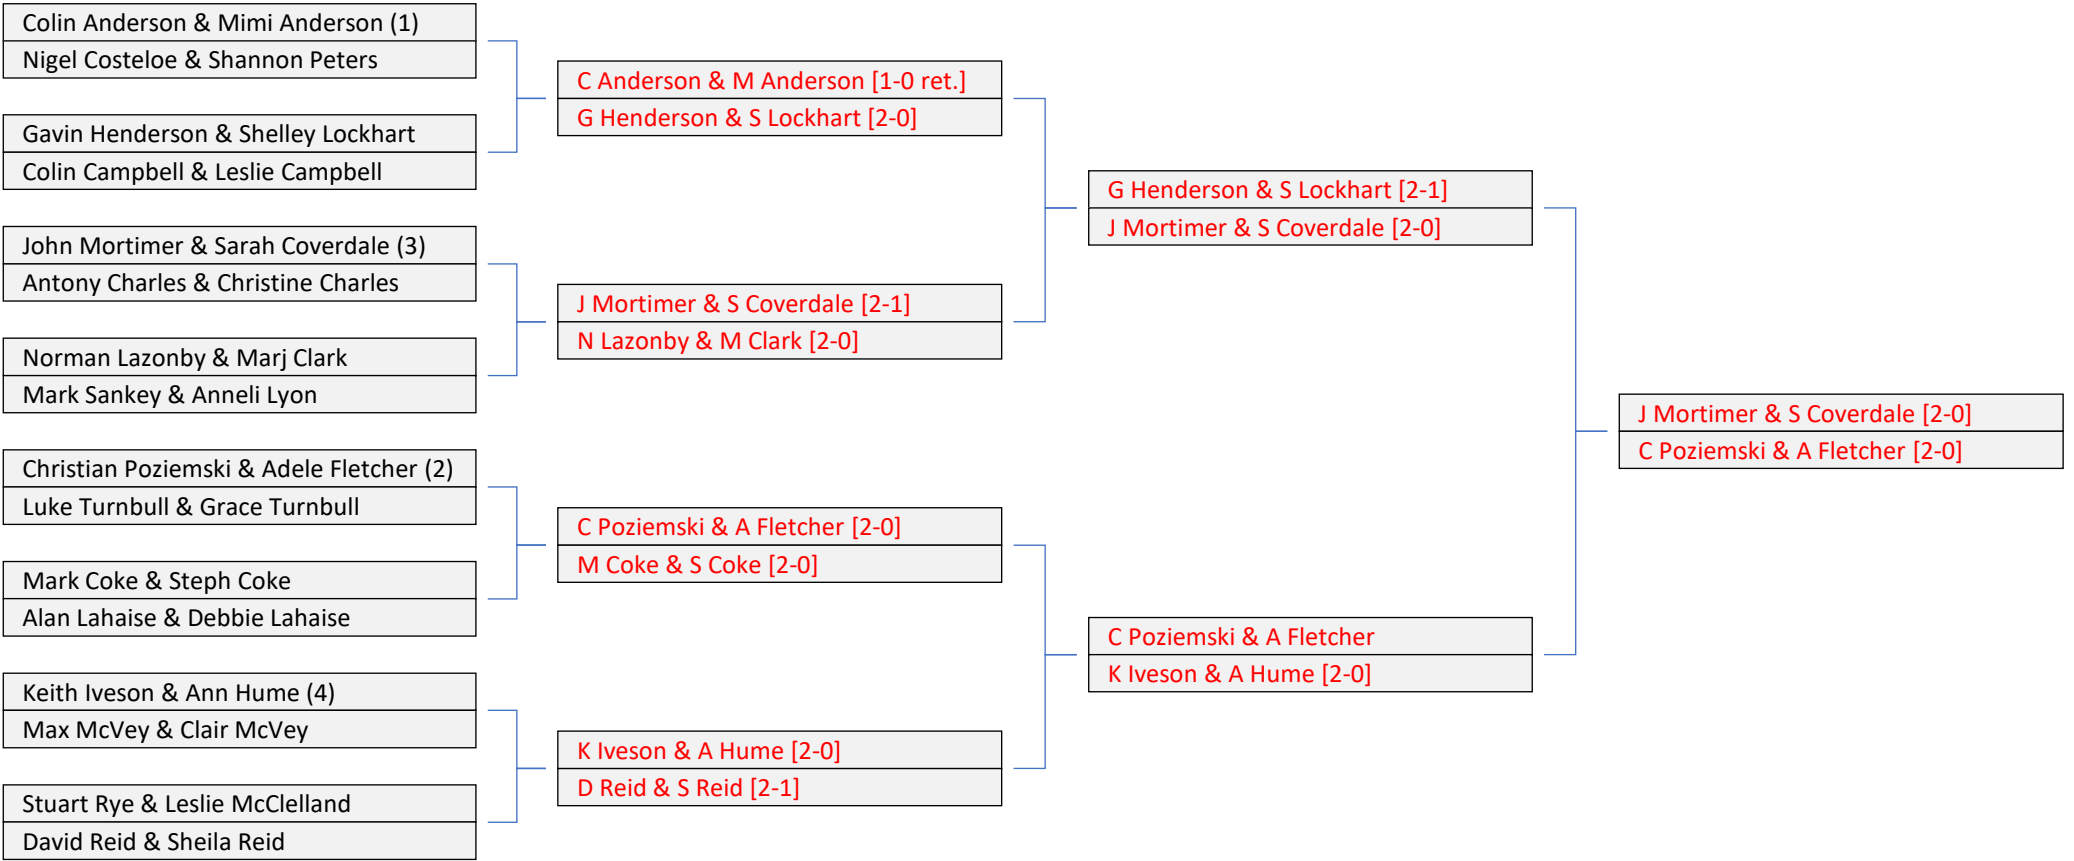 Colin Anderson & Mimi Anderson (1)
Nigel Costeloe & Shannon Peters
Gavin Henderson & Shelley Lockhart
Colin Campbell & Leslie Campbell
John Mortimer & Sarah Coverdale (3)
Antony Charles & Christine Charles
Norman Lazonby & Marj Clark
Mark Sankey & Anneli Lyon
Christian Poziemski & Adele Fletcher (2)
Luke Turnbull & Grace Turnbull
Mark Coke & Steph Coke
Alan Lahaise & Debbie Lahaise
Keith Iveson & Ann Hume (4)
Max McVey & Clair McVey
Stuart Rye & Leslie McClelland
David Reid & Sheila Reid
C Anderson & M Anderson [1-0 ret.]
G Henderson & S Lockhart [2-0]
J Mortimer & S Coverdale [2-1]
N Lazonby & M Clark [2-0]
C Poziemski & A Fletcher [2-0]
M Coke & S Coke [2-0]
K Iveson & A Hume [2-0]
D Reid & S Reid [2-1]
G Henderson & S Lockhart [2-1]
J Mortimer & S Coverdale [2-0]
C Poziemski & A Fletcher
K Iveson & A Hume [2-0]
J Mortimer & S Coverdale [2-0]
C Poziemski & A Fletcher [2-0]